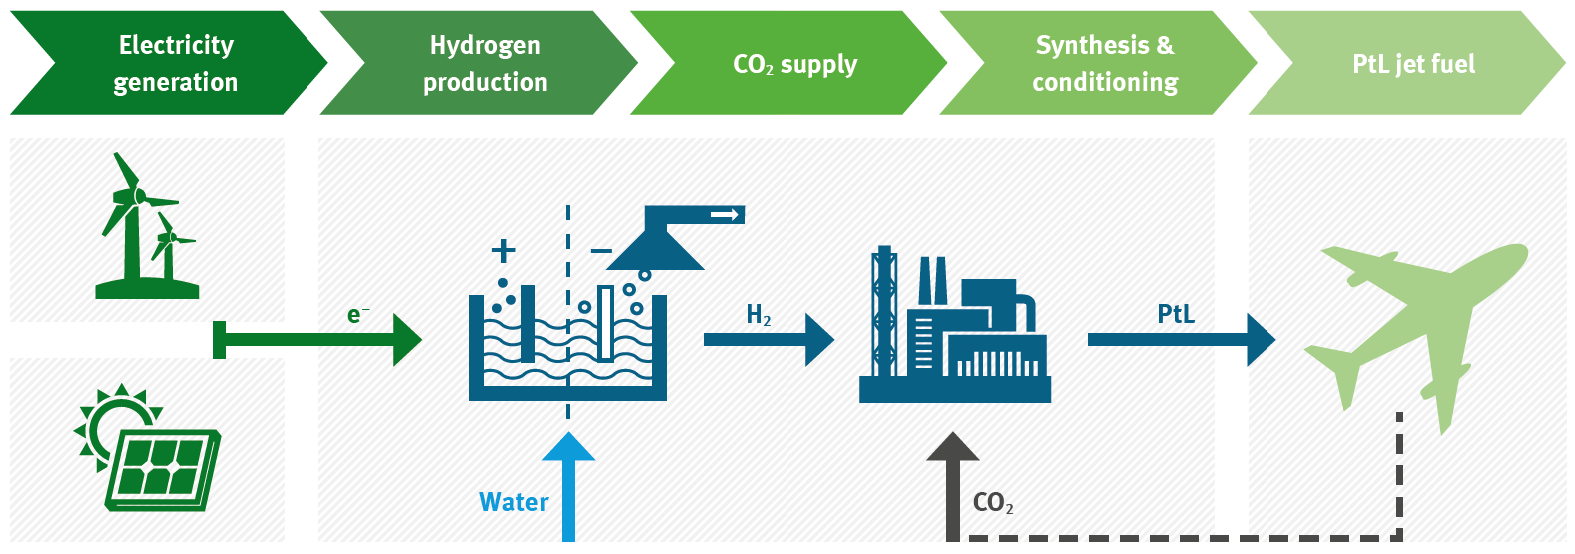 Electricity
generation
Hydrogen
production
CO₂ supply
Synthesis &
conditioning
PtL jet fuel
+
−
e⁻
H₂
PtL
Water
CO₂